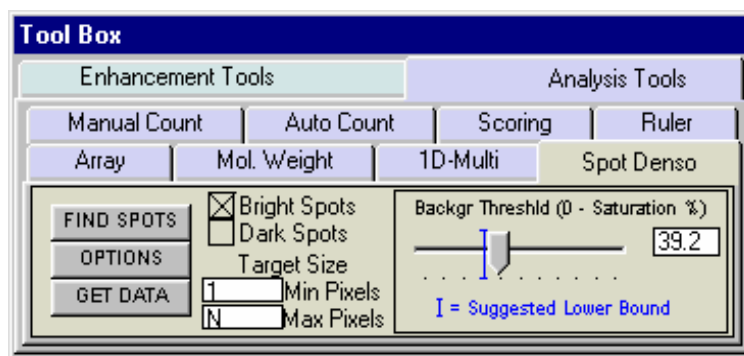 Tool Box
Enhancement Tools Analysis Tools
Manual Count Auto Count Scoring Ruler
Array Mol. Weight 1D-Multi Spot Denso
FIND SPOTS
OPTIONS
GET DATA
Bright Spots
Dark Spots
Target Size
1 Min Pixels
N Max Pixels
Backgr Threshld (0 - Saturation %)
39.2
I = Suggested Lower Bound